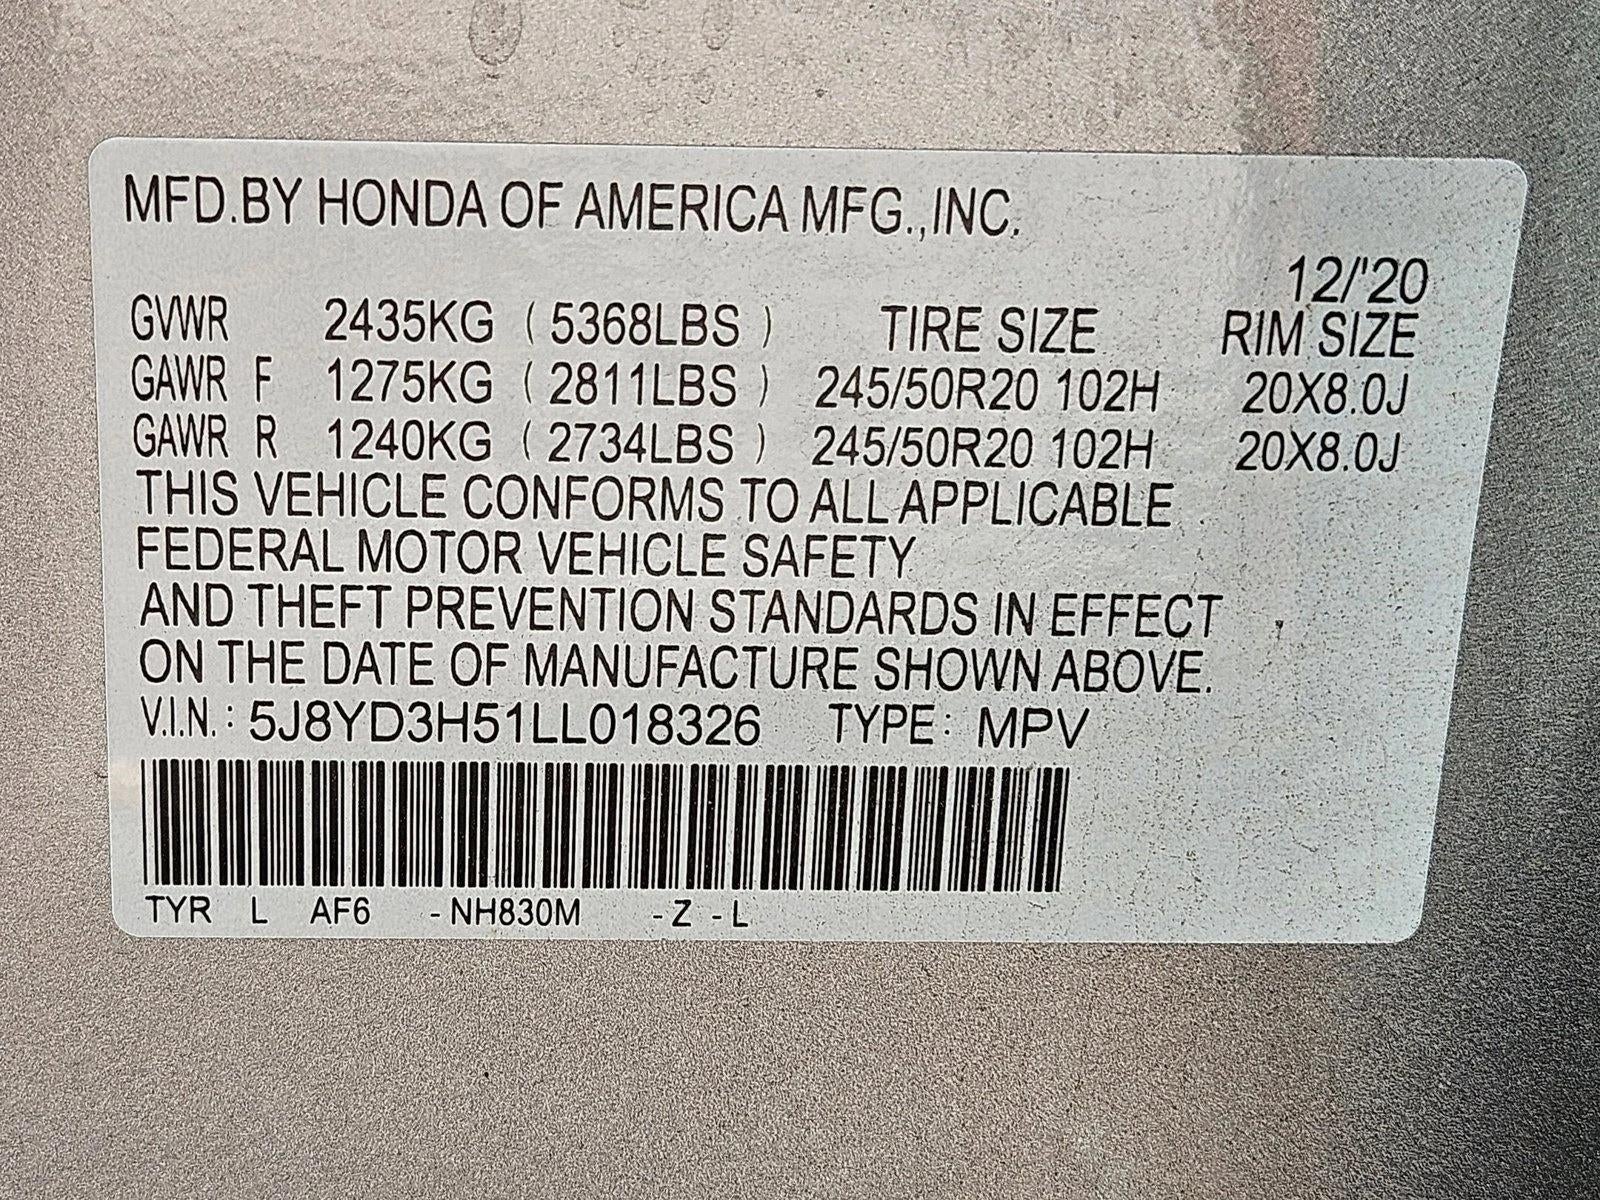 MFD.BY HONDA OF AMERICA MFG.,INC.
12/'20
GVWR 2435KG ( 5368LBS ) TIRE SIZE RIM SIZE
GAWR F 1275KG ( 2811LBS ) 245/50R20 102H 20X8.0J
GAWR R 1240KG ( 2734LBS ) 245/50R20 102H 20X8.0J
THIS VEHICLE CONFORMS TO ALL APPLICABLE
FEDERAL MOTOR VEHICLE SAFETY
AND THEFT PREVENTION STANDARDS IN EFFECT
ON THE DATE OF MANUFACTURE SHOWN ABOVE.
V.I.N.: 5J8YD3H51LL018326 TYPE: MPV
TYR L AF6 -NH830M -Z -L